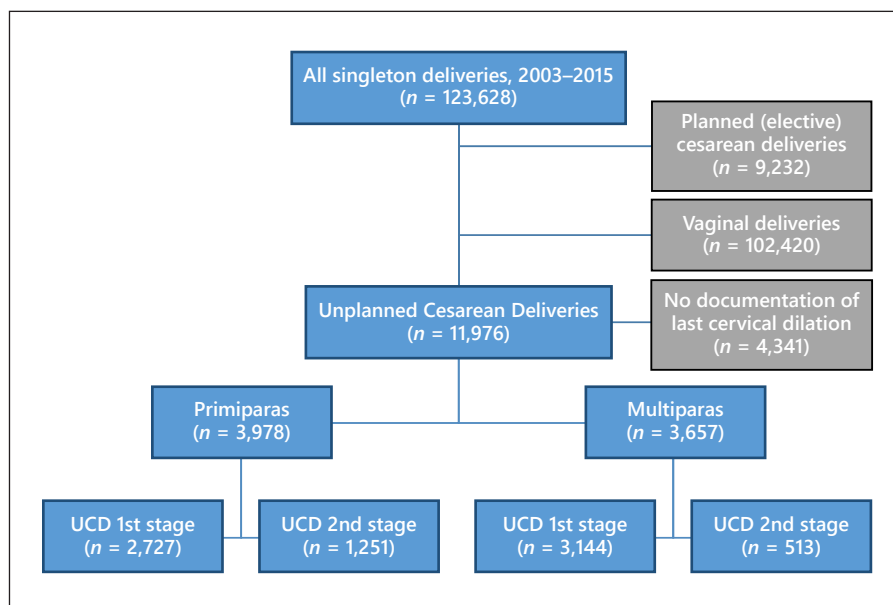 All singleton deliveries, 2003–2015
(n = 123,628)
Planned (elective)
cesarean deliveries
(n = 9,232)
Vaginal deliveries
(n = 102,420)
Unplanned Cesarean Deliveries
(n = 11,976)
No documentation of
last cervical dilation
(n = 4,341)
Primiparas
(n = 3,978)
Multiparas
(n = 3,657)
UCD 1st stage
(n = 2,727)
UCD 2nd stage
(n = 1,251)
UCD 1st stage
(n = 3,144)
UCD 2nd stage
(n = 513)